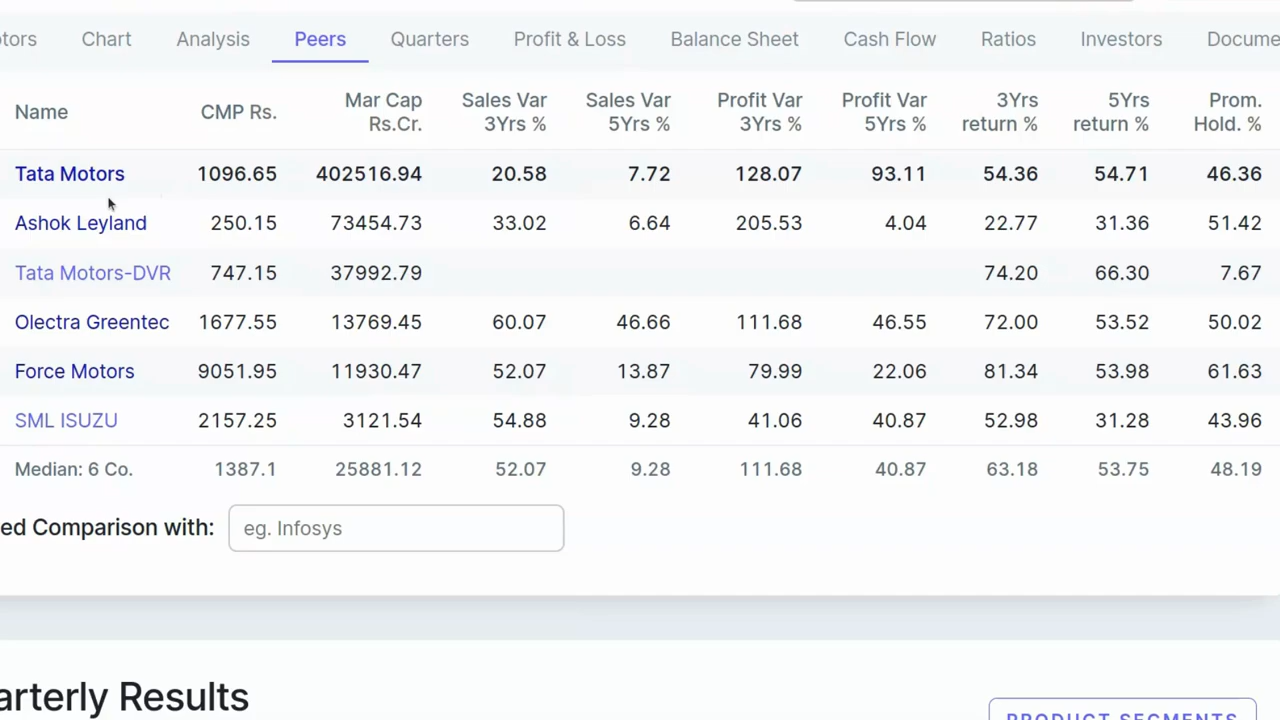 otors Chart Analysis Peers Quarters Profit & Loss Balance Sheet Cash Flow Ratios Investors Docume
Name CMP Rs. Mar Cap Rs.Cr. Sales Var 3Yrs % Sales Var 5Yrs % Profit Var 3Yrs % Profit Var 5Yrs % 3Yrs return % 5Yrs return % Prom. Hold. %
Tata Motors 1096.65 402516.94 20.58 7.72 128.07 93.11 54.36 54.71 46.36
Ashok Leyland 250.15 73454.73 33.02 6.64 205.53 4.04 22.77 31.36 51.42
Tata Motors-DVR 747.15 37992.79 74.20 66.30 7.67
Olectra Greentec 1677.55 13769.45 60.07 46.66 111.68 46.55 72.00 53.52 50.02
Force Motors 9051.95 11930.47 52.07 13.87 79.99 22.06 81.34 53.98 61.63
SML ISUZU 2157.25 3121.54 54.88 9.28 41.06 40.87 52.98 31.28 43.96
Median: 6 Co. 1387.1 25881.12 52.07 9.28 111.68 40.87 63.18 53.75 48.19
ed Comparison with: eg. Infosys
arterly Results
PRODUCT SEGMENTS